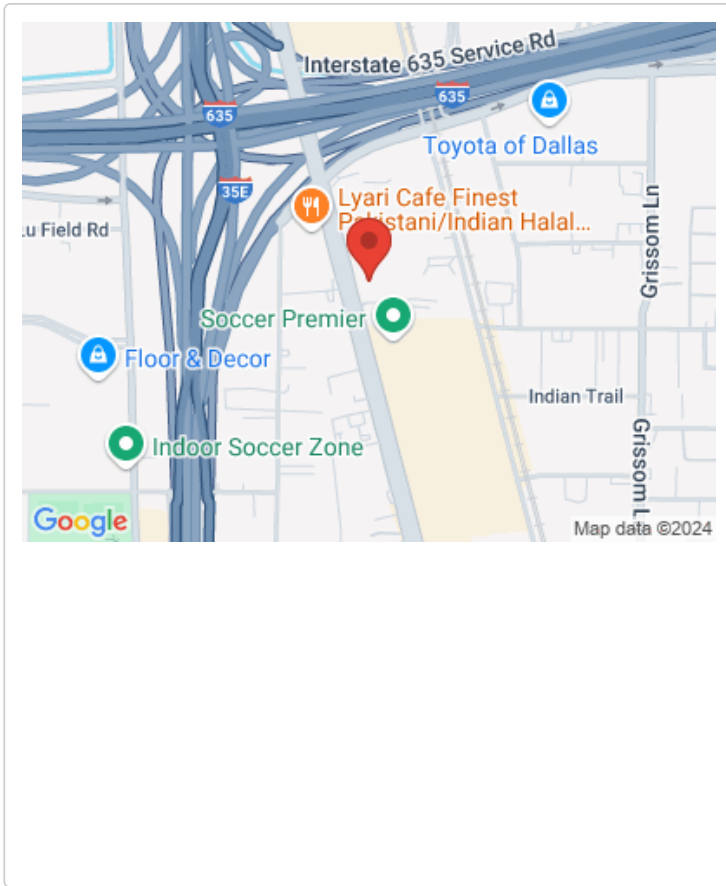 Interstate 635 Service Rd
635
635
Toyota of Dallas
35E
Lyari Cafe Finest
Pakistani/Indian Halal...
Lu Field Rd
Grissom Ln
Soccer Premier
Floor & Decor
Indian Trail
Indoor Soccer Zone
Grissom L
Google
Map data ©2024